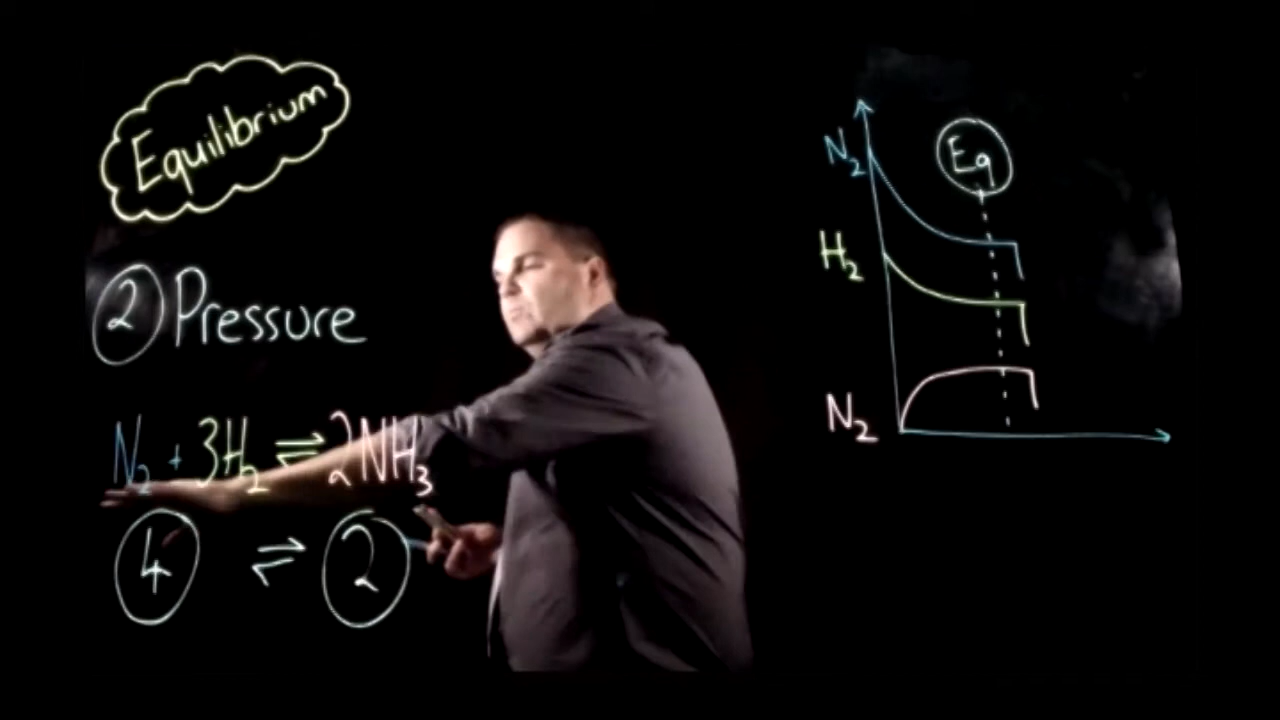 Equilibrium
2 Pressure
N₂ + 3H₂ ⇌ 2NH₃
4 ⇌ 2
Eq
N₂
H₂
N₂